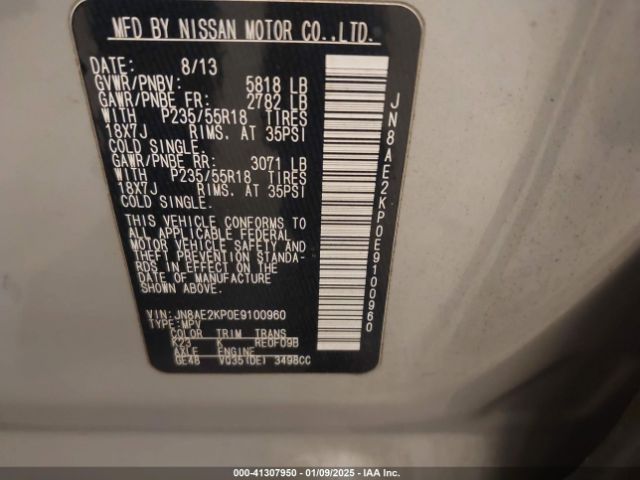 MFD BY NISSAN MOTOR CO.,LTD.
DATE: 8/13
GVWR/PNBV: 5818 LB
GAWR/PNBE FR: 2782 LB
WITH P235/55R18 TIRES
18X7J RIMS. AT 35PSI
COLD SINGLE.
GAWR/PNBE RR: 3071 LB
WITH P235/55R18 TIRES
18X7J RIMS. AT 35PSI
COLD SINGLE.
THIS VEHICLE CONFORMS TO
ALL APPLICABLE FEDERAL
MOTOR VEHICLE SAFETY AND
THEFT PREVENTION STANDA-
RDS IN EFFECT ON THE
DATE OF MANUFACTURE
SHOWN ABOVE.
VIN: JN8AE2KP0E9100960
TYPE:MPV
COLOR TRIM TRANS
K23 K RE0F09B
AXLE ENGINE
GE48 VQ35(DE) 3498CC
JN8AE2KP0E9100960
000-41307950 | 01/09/2025 | IAA Inc.